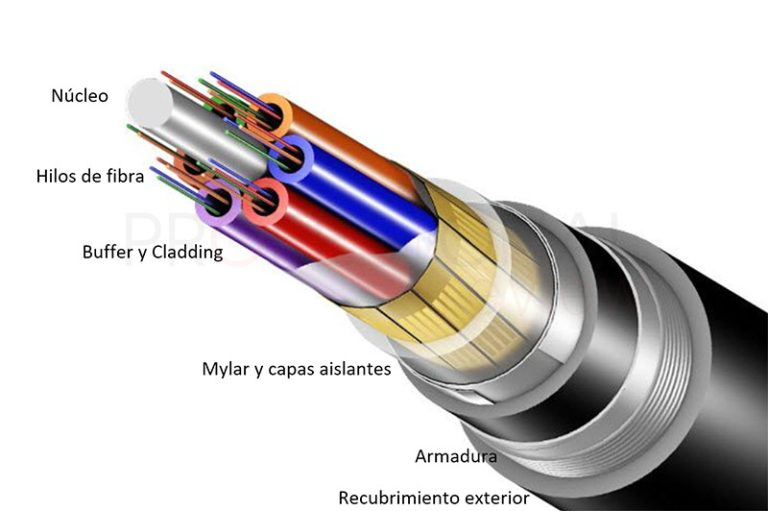 Núcleo
Hilos de fibra
Buffer y Cladding
Mylar y capas aislantes
Armadura
Recubrimiento exterior